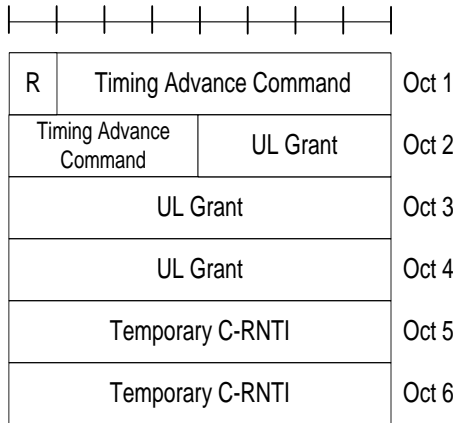 R Timing Advance Command Oct 1
Timing Advance
Command
UL Grant Oct 2
UL Grant Oct 3
UL Grant Oct 4
Temporary C-RNTI Oct 5
Temporary C-RNTI Oct 6